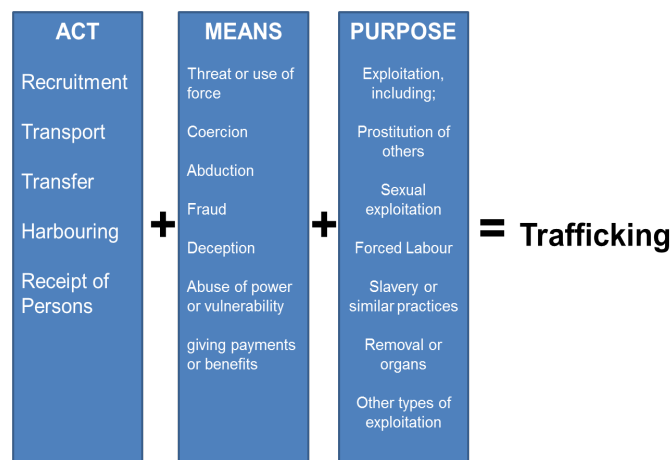 ACT
Recruitment
Transport
Transfer
Harbouring
Receipt of
Persons
+
MEANS
Threat or use of
force
Coercion
Abduction
Fraud
Deception
Abuse of power
or vulnerability
giving payments
or benefits
+
PURPOSE
Exploitation,
including;
Prostitution of
others
Sexual
exploitation
Forced Labour
Slavery or
similar practices
Removal or
organs
Other types of
exploitation
= Trafficking